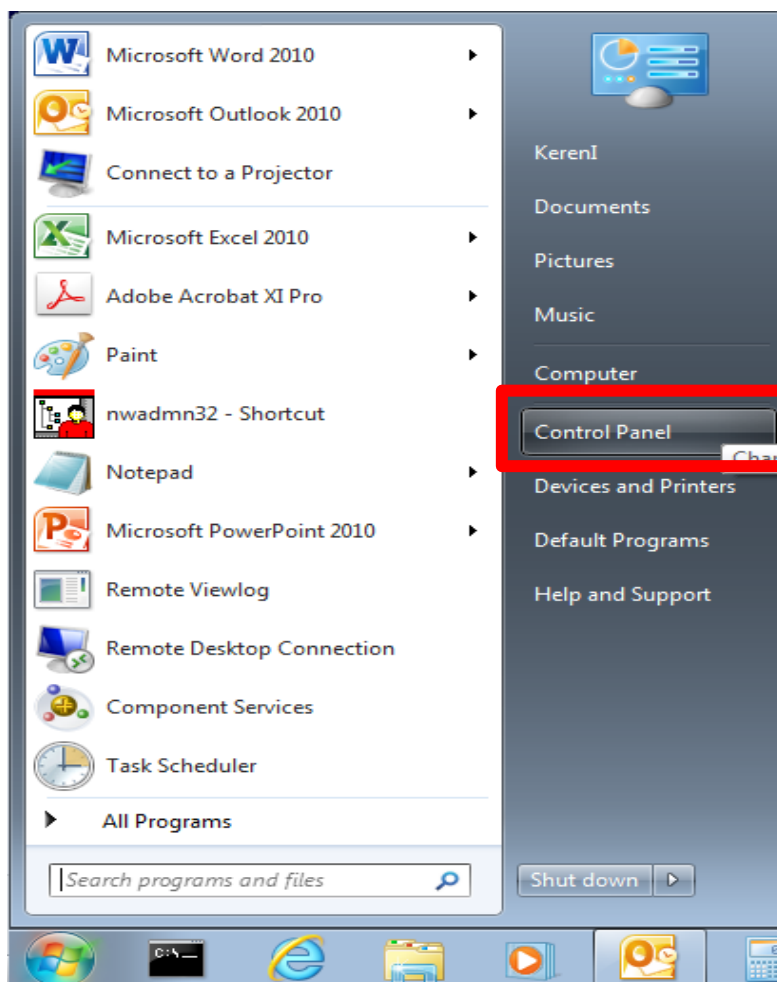 Microsoft Word 2010
Microsoft Outlook 2010
Connect to a Projector
Microsoft Excel 2010
Adobe Acrobat XI Pro
Paint
nwadmn32 - Shortcut
Notepad
Microsoft PowerPoint 2010
Remote Viewlog
Remote Desktop Connection
Component Services
Task Scheduler
All Programs
Search programs and files
KerenI
Documents
Pictures
Music
Computer
Control Panel
Devices and Printers
Default Programs
Help and Support
Shut down
C:\_